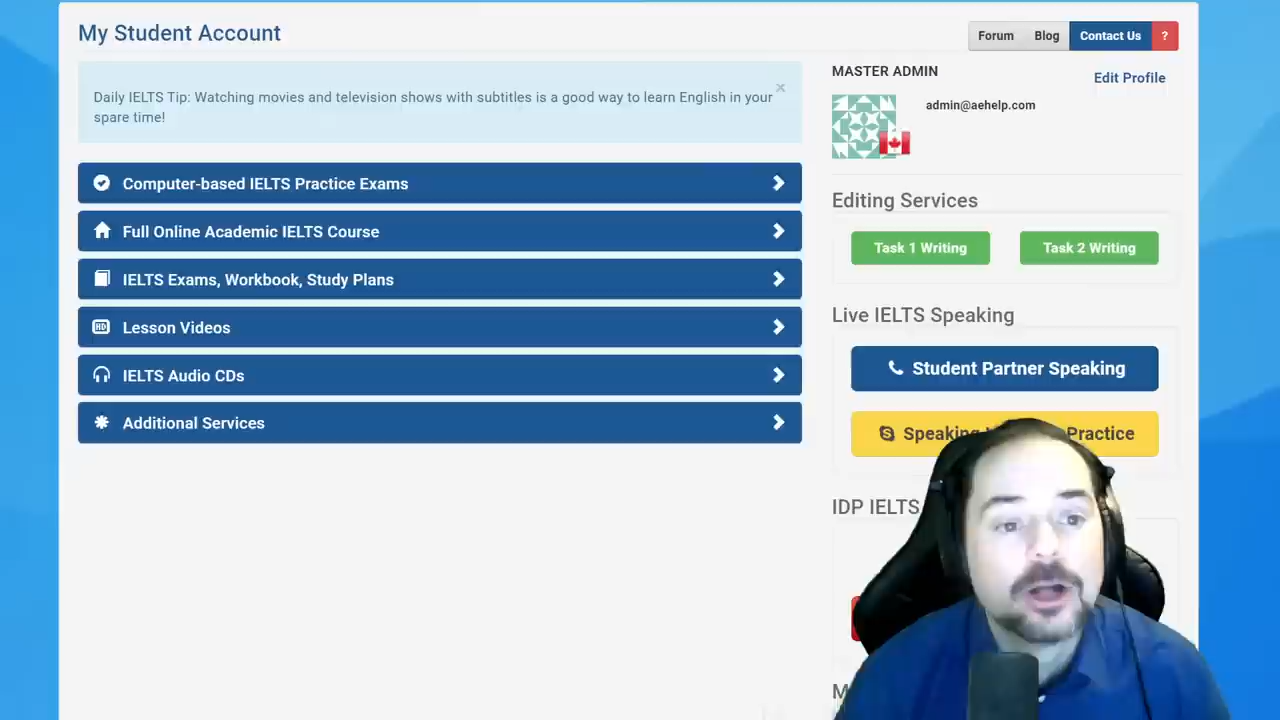 My Student Account
Forum
Blog
Contact Us
?
Daily IELTS Tip: Watching movies and television shows with subtitles is a good way to learn English in your
spare time!
×
Computer-based IELTS Practice Exams
Full Online Academic IELTS Course
IELTS Exams, Workbook, Study Plans
HD
Lesson Videos
IELTS Audio CDs
Additional Services
MASTER ADMIN
Edit Profile
admin@aehelp.com
Editing Services
Task 1 Writing
Task 2 Writing
Live IELTS Speaking
Student Partner Speaking
Speaking Practice
IDP IELTS